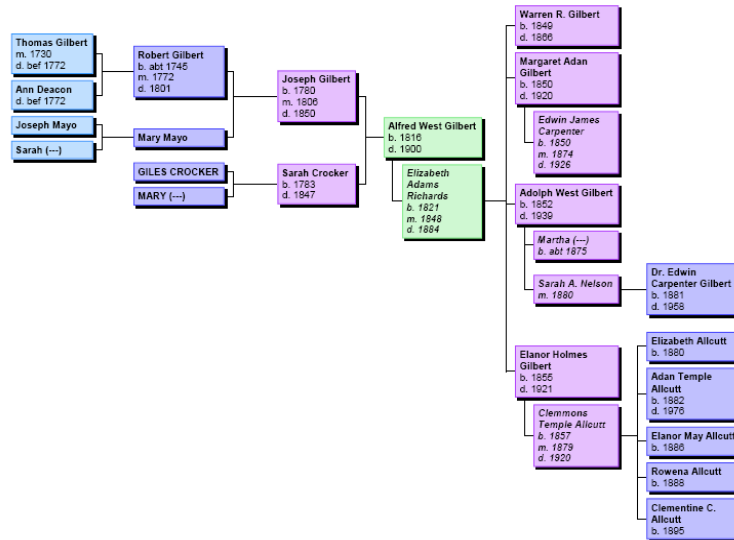 Thomas Gilbert
m. 1730
d. bef 1772
Ann Deacon
d. bef 1772
Joseph Mayo
Sarah (---)
Robert Gilbert
b. abt 1745
m. 1772
d. 1801
Mary Mayo
GILES CROCKER
MARY (---)
Joseph Gilbert
b. 1780
m. 1806
d. 1850
Sarah Crocker
b. 1783
d. 1847
Alfred West Gilbert
b. 1816
d. 1900
Elizabeth
Adams
Richards
b. 1821
m. 1848
d. 1884
Warren R. Gilbert
b. 1849
d. 1866
Margaret Adan
Gilbert
b. 1850
d. 1920
Edwin James
Carpenter
b. 1850
m. 1874
d. 1926
Adolph West Gilbert
b. 1852
d. 1939
Martha (---)
b. abt 1875
Sarah A. Nelson
m. 1880
Elanor Holmes
Gilbert
b. 1855
d. 1921
Clemmons
Temple Allcutt
b. 1857
m. 1879
d. 1920
Dr. Edwin
Carpenter Gilbert
b. 1881
d. 1958
Elizabeth Allcutt
b. 1880
Adan Temple
Allcutt
b. 1882
d. 1976
Elanor May Allcutt
b. 1886
Rowena Allcutt
b. 1888
Clementine C.
Allcutt
b. 1895